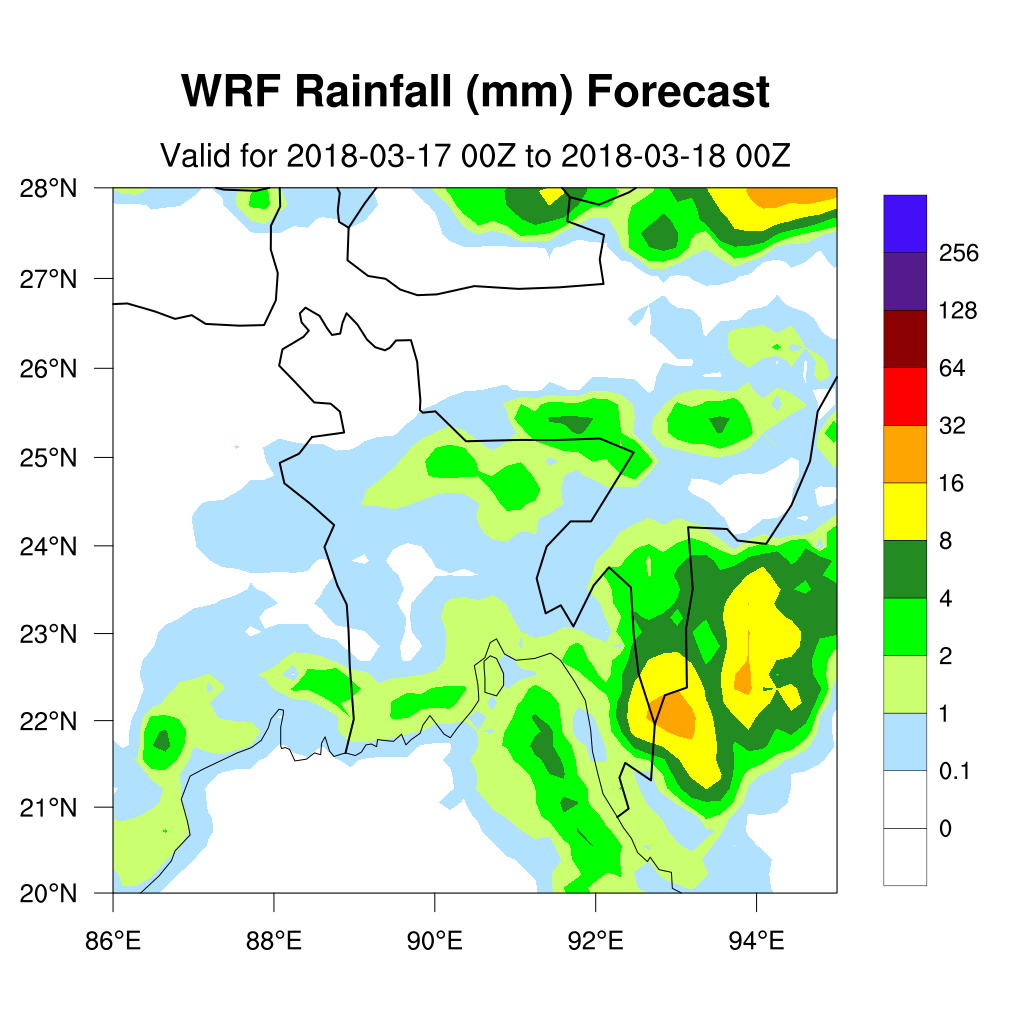 WRF Rainfall (mm) Forecast
Valid for 2018-03-17 00Z to 2018-03-18 00Z
28°N
27°N
26°N
25°N
24°N
23°N
22°N
21°N
20°N
86°E 88°E 90°E 92°E 94°E
256
128
64
32
16
8
4
2
1
0.1
0